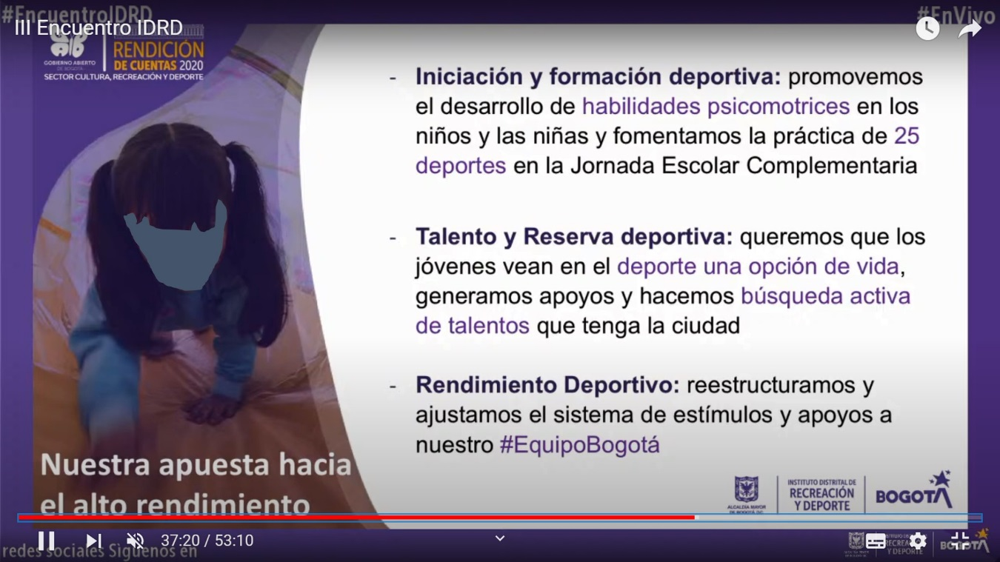 #EncuentroIDRD
#EnVivo
III Encuentro IDRD
GOBIERNO ABIERTO
DE BOGOTÁ
RENDICIÓN
DE CUENTAS 2020
SECTOR CULTURA, RECREACIÓN Y DEPORTE
- Iniciación y formación deportiva: promovemos
el desarrollo de habilidades psicomotrices en los
niños y las niñas y fomentamos la práctica de 25
deportes en la Jornada Escolar Complementaria
- Talento y Reserva deportiva: queremos que los
jóvenes vean en el deporte una opción de vida,
generamos apoyos y hacemos búsqueda activa
de talentos que tenga la ciudad
- Rendimiento Deportivo: reestructuramos y
ajustamos el sistema de estímulos y apoyos a
nuestro #EquipoBogotá
Nuestra apuesta hacia
el alto rendimiento
ALCALDÍA MAYOR
DE BOGOTÁ D.C.
INSTITUTO DISTRITAL DE
RECREACIÓN
Y DEPORTE
BOGOTÁ
37:20 / 53:10
redes sociales Síguenos en
Y DEPORTE
BOGOTÁ